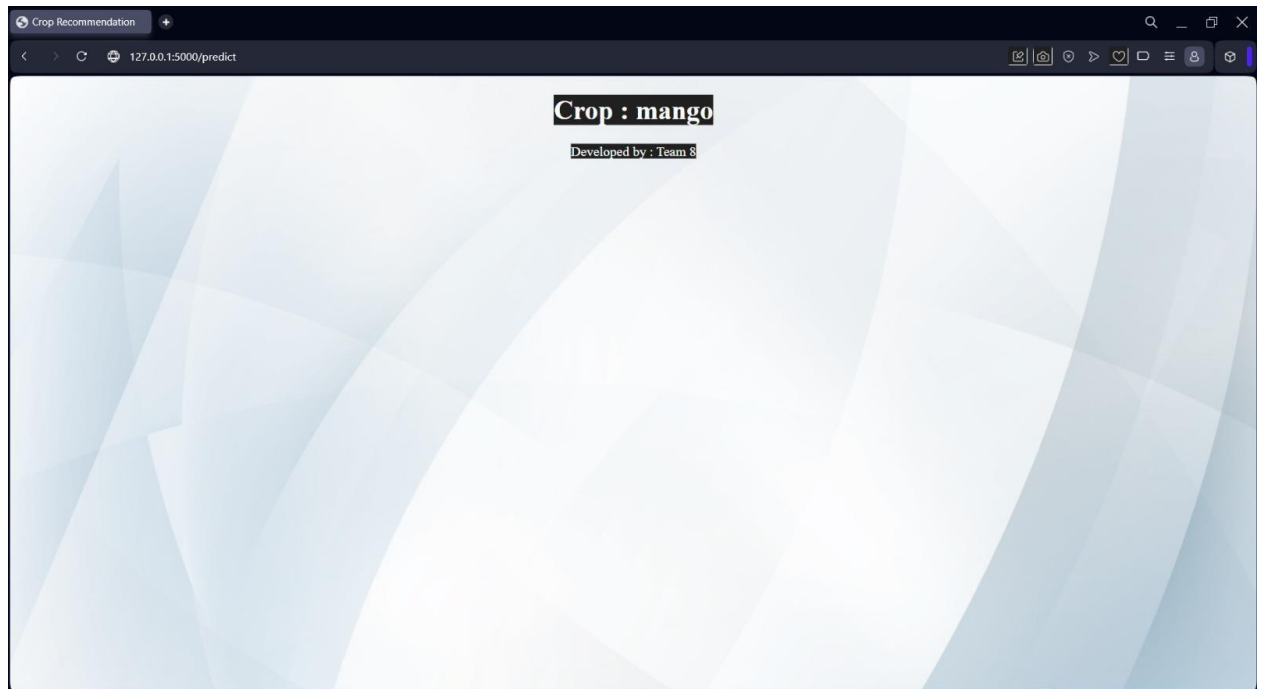 Crop Recommendation
127.0.0.1:5000/predict
Crop : mango
Developed by : Team 8